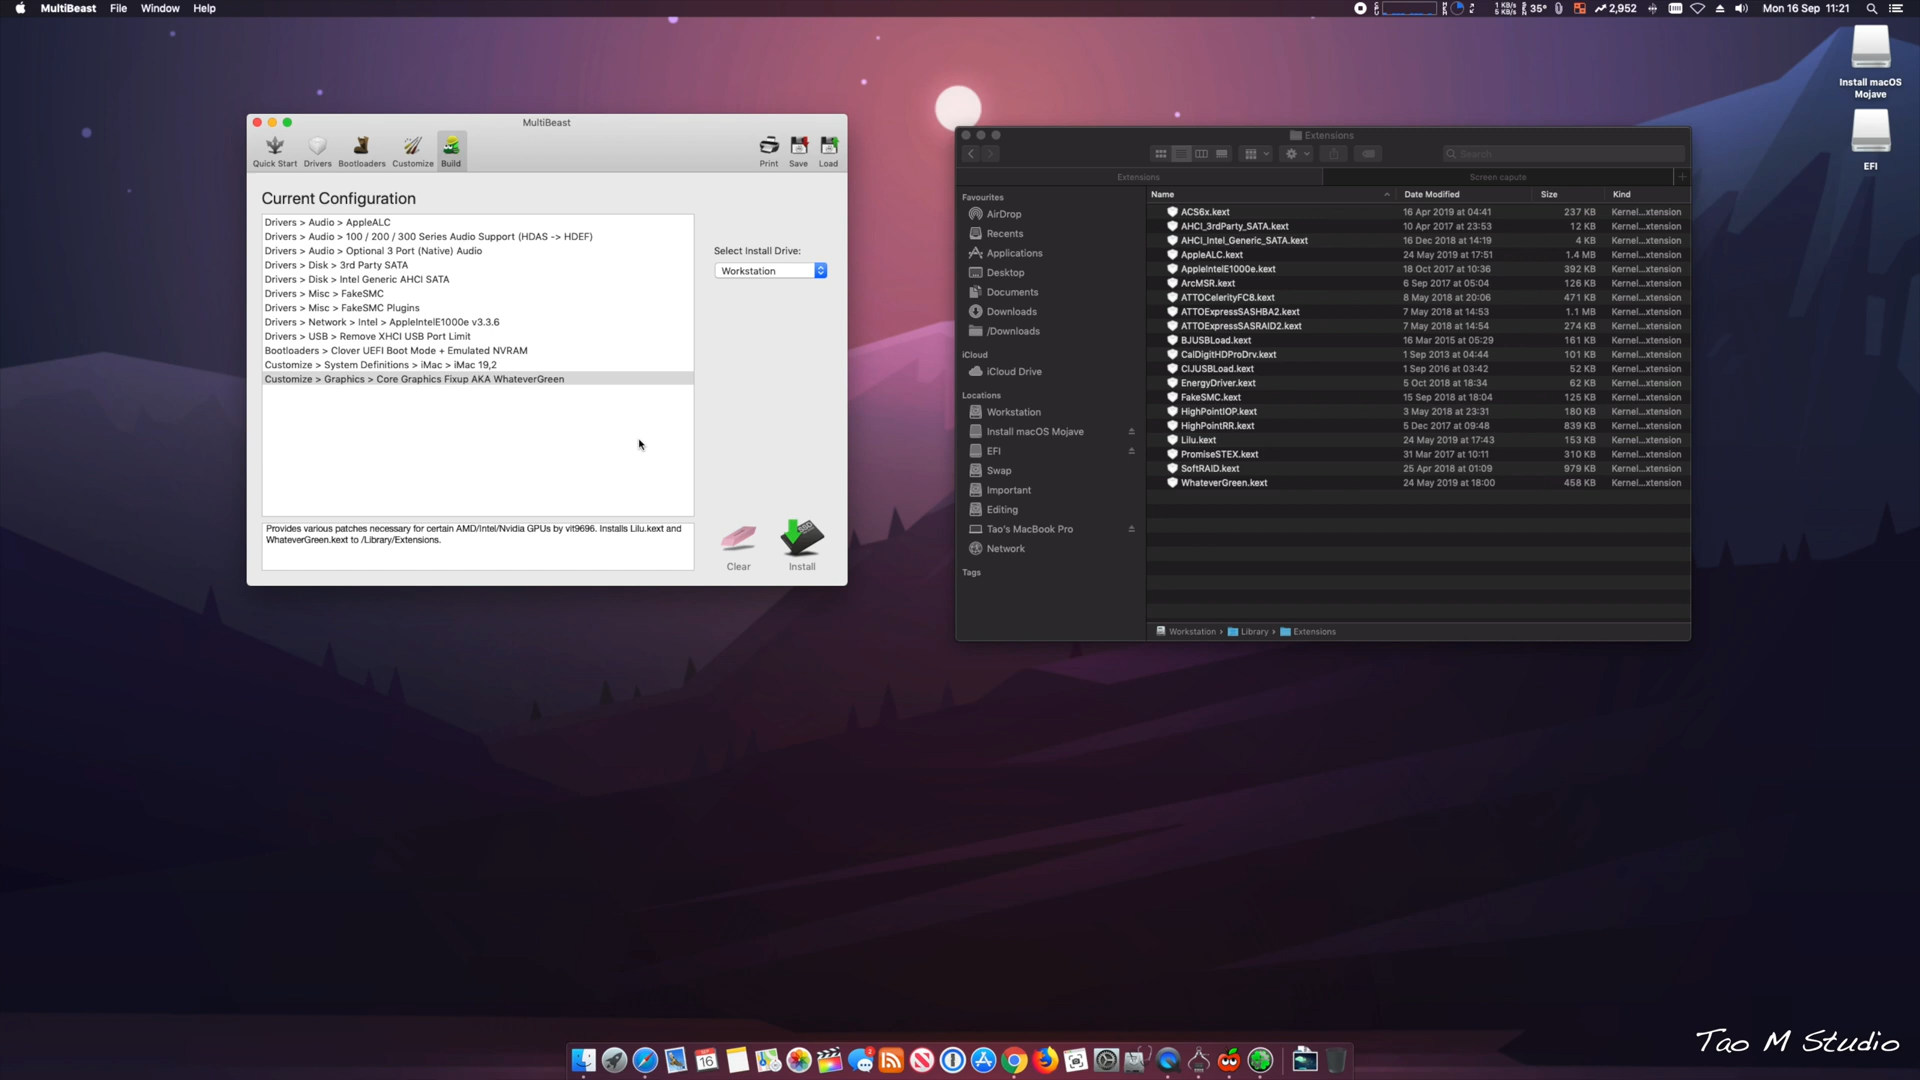 MultiBeast File Window Help
1 KB/s
5 KB/s
35° 2,952 Mon 16 Sep 11:21
Install macOS
Mojave
EFI
MultiBeast
Quick Start Drivers Bootloaders Customize Build Print Save Load
Current Configuration
Drivers > Audio > AppleALC
Drivers > Audio > 100 / 200 / 300 Series Audio Support (HDAS -> HDEF)
Drivers > Audio > Optional 3 Port (Native) Audio
Drivers > Disk > 3rd Party SATA
Drivers > Disk > Intel Generic AHCI SATA
Drivers > Misc > FakeSMC
Drivers > Misc > FakeSMC Plugins
Drivers > Network > Intel > AppleIntelE1000e v3.3.6
Drivers > USB > Remove XHCI USB Port Limit
Bootloaders > Clover UEFI Boot Mode + Emulated NVRAM
Customize > System Definitions > iMac > iMac 19,2
Customize > Graphics > Core Graphics Fixup AKA WhateverGreen
Select Install Drive:
Workstation
Provides various patches necessary for certain AMD/Intel/Nvidia GPUs by vit9696. Installs Lilu.kext and
WhateverGreen.kext to /Library/Extensions.
Clear Install
Extensions
Search
Extensions Screen capute
Favourites
AirDrop
Recents
Applications
Desktop
Documents
Downloads
/Downloads
iCloud
iCloud Drive
Locations
Workstation
Install macOS Mojave
EFI
Swap
Important
Editing
Tao's MacBook Pro
Network
Tags
Name Date Modified Size Kind
ACS6x.kext 16 Apr 2019 at 04:41 237 KB Kernel...xtension
AHCI_3rdParty_SATA.kext 10 Apr 2017 at 23:53 12 KB Kernel...xtension
AHCI_Intel_Generic_SATA.kext 16 Dec 2018 at 14:19 4 KB Kernel...xtension
AppleALC.kext 24 May 2019 at 17:51 1.4 MB Kernel...xtension
AppleIntelE1000e.kext 18 Oct 2017 at 10:36 392 KB Kernel...xtension
ArcMSR.kext 6 Sep 2017 at 05:04 126 KB Kernel...xtension
ATTOCelerityFC8.kext 8 May 2018 at 20:06 471 KB Kernel...xtension
ATTOExpressSASHBA2.kext 7 May 2018 at 14:53 1.1 MB Kernel...xtension
ATTOExpressSASRAID2.kext 7 May 2018 at 14:54 274 KB Kernel...xtension
BJUSBLoad.kext 16 Mar 2015 at 05:29 161 KB Kernel...xtension
CalDigitHDProDrv.kext 1 Sep 2013 at 04:44 101 KB Kernel...xtension
CIJUSBLoad.kext 1 Sep 2016 at 03:42 52 KB Kernel...xtension
EnergyDriver.kext 5 Oct 2018 at 18:34 62 KB Kernel...xtension
FakeSMC.kext 15 Sep 2018 at 18:04 125 KB Kernel...xtension
HighPointIOP.kext 3 May 2018 at 23:31 180 KB Kernel...xtension
HighPointRR.kext 5 Dec 2017 at 09:48 839 KB Kernel...xtension
Lilu.kext 24 May 2019 at 17:43 153 KB Kernel...xtension
PromiseSTEX.kext 31 Mar 2017 at 10:11 310 KB Kernel...xtension
SoftRAID.kext 25 Apr 2018 at 01:09 979 KB Kernel...xtension
WhateverGreen.kext 24 May 2019 at 18:00 458 KB Kernel...xtension
Workstation › Library › Extensions
Tao M Studio